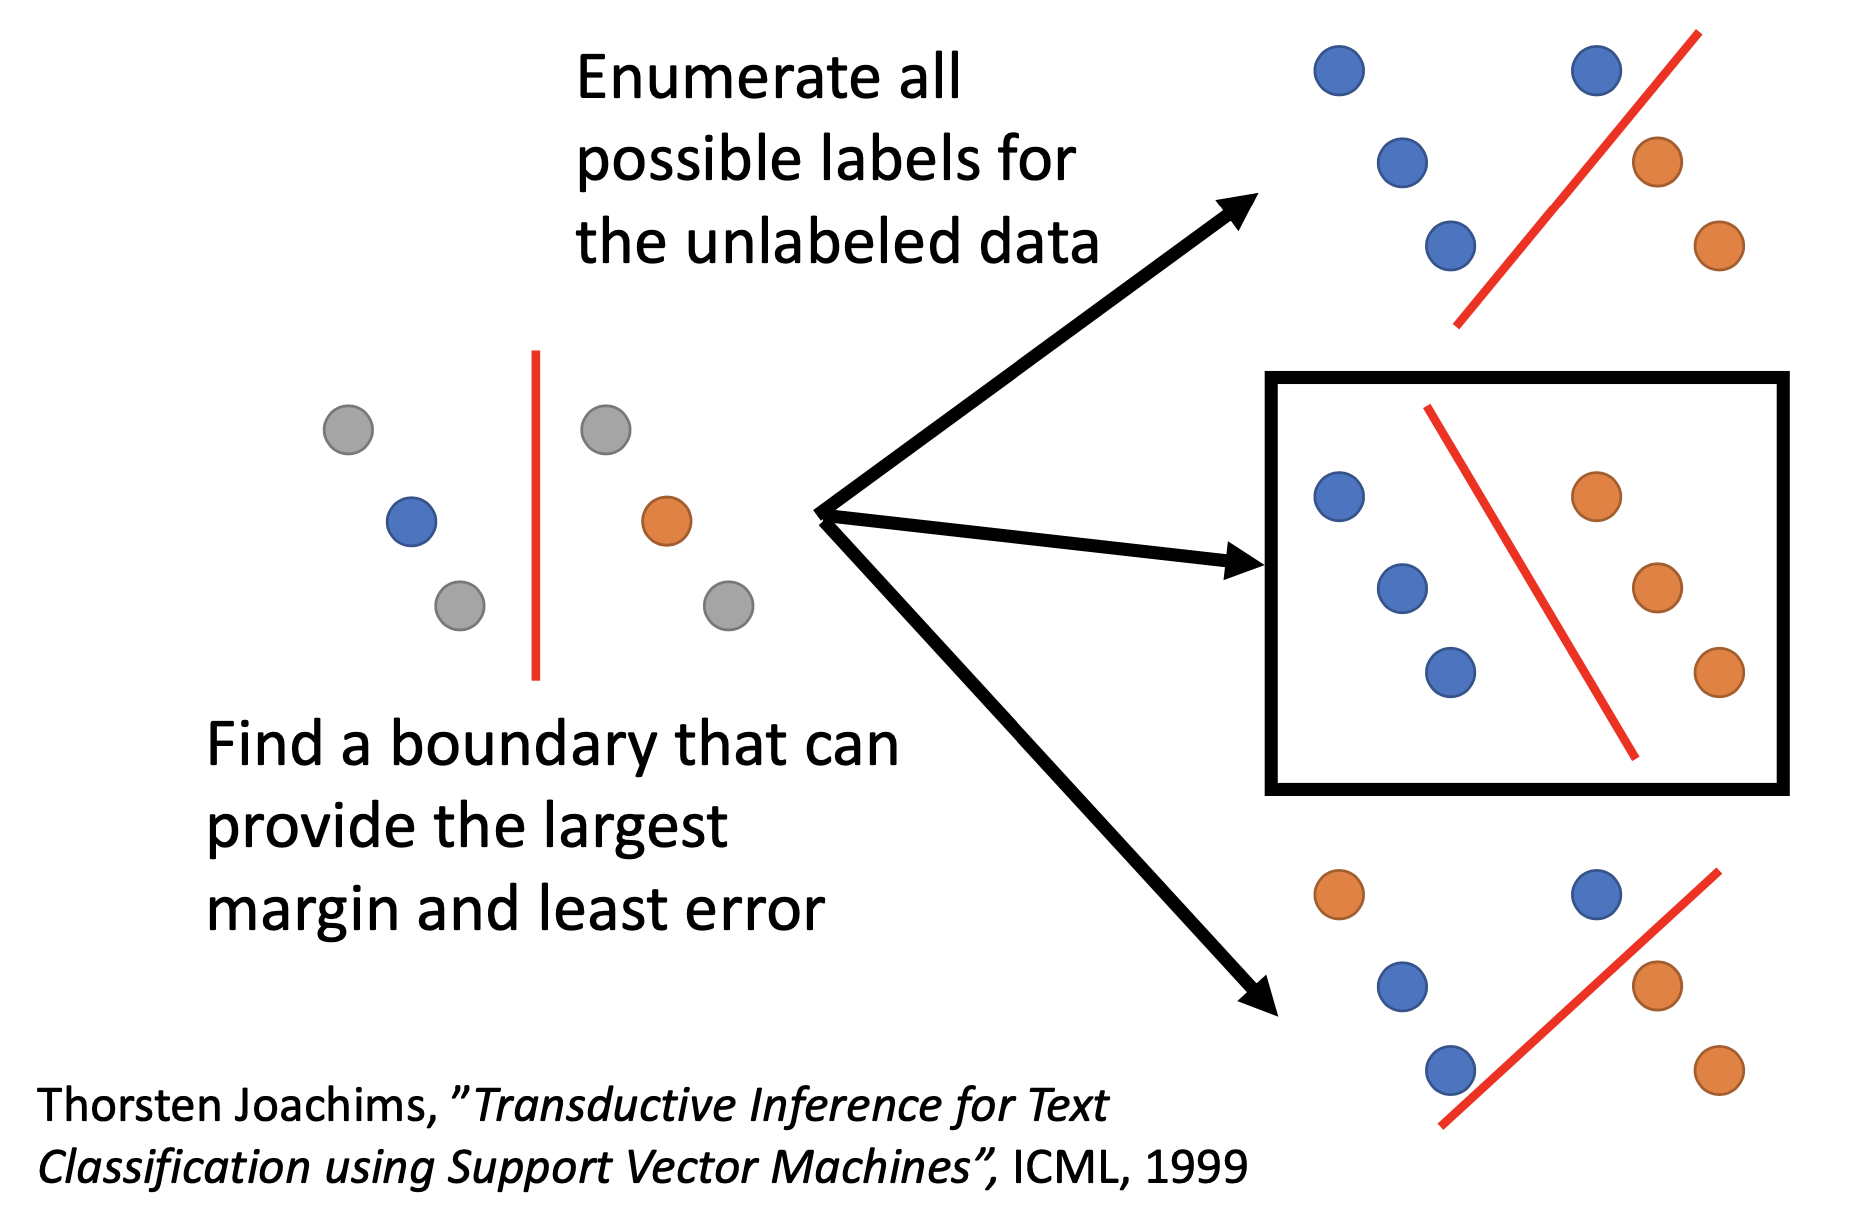 Enumerate all
possible labels for
the unlabeled data
Find a boundary that can
provide the largest
margin and least error
Thorsten Joachims, ”Transductive Inference for Text
Classification using Support Vector Machines”, ICML, 1999